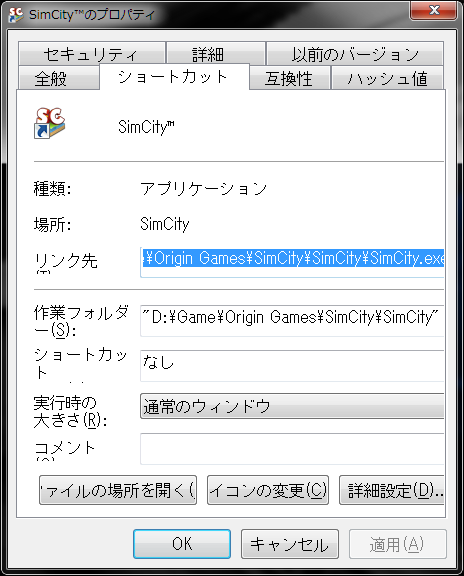 SimCity™のプロパティ
セキュリティ 詳細 以前のバージョン
全般 ショートカット 互換性 ハッシュ値
SimCity™
種類: アプリケーション
場所: SimCity
リンク先 ¥Origin Games¥SimCity¥SimCity¥SimCity.exe
作業フォルダ
ー(S): "D:¥Game¥Origin Games¥SimCity¥SimCity"
ショートカット
なし
実行時の
大きさ(R): 通常のウィンドウ
コメント
ァイルの場所を開く( イコンの変更(C) 詳細設定(D)..
OK キャンセル 適用(A)